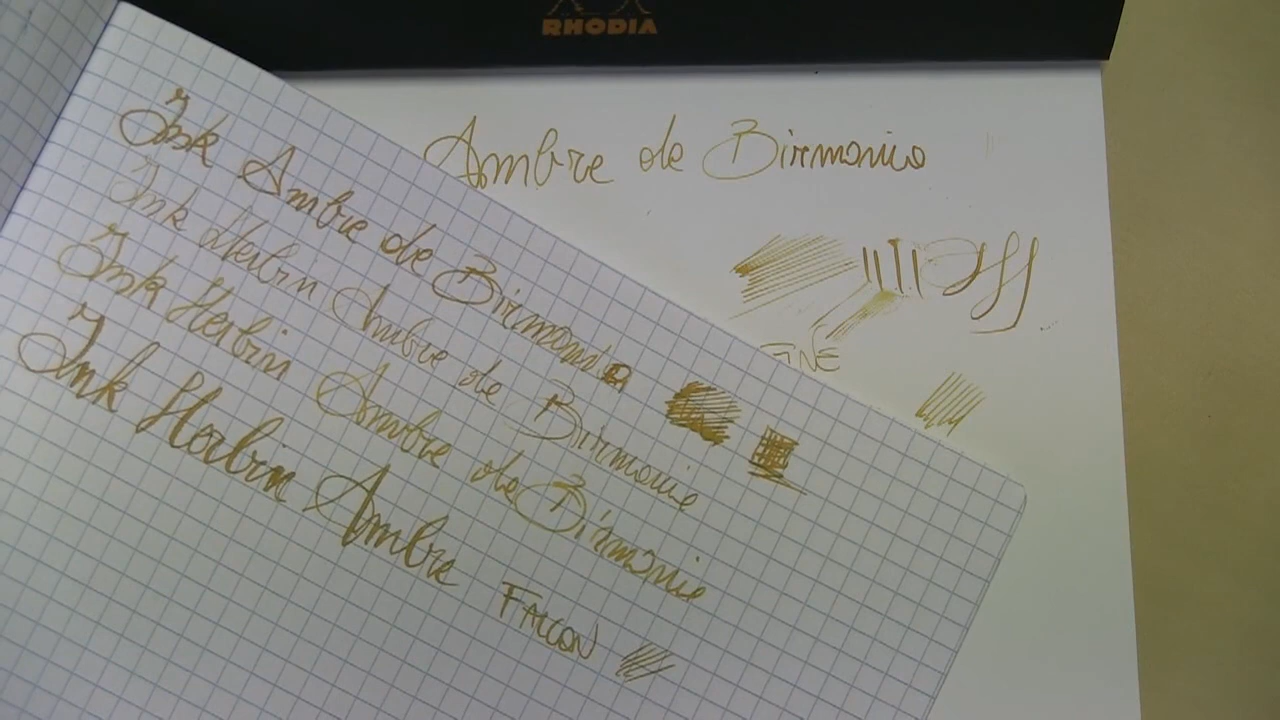 RHODIA
Ambre de Birmanie
FINE
Ink Ambre de Birmanie
Ink Herbin Ambre de Birmanie
Ink Herbin Ambre de Birmanie
Ink Herbin Ambre
FALCON